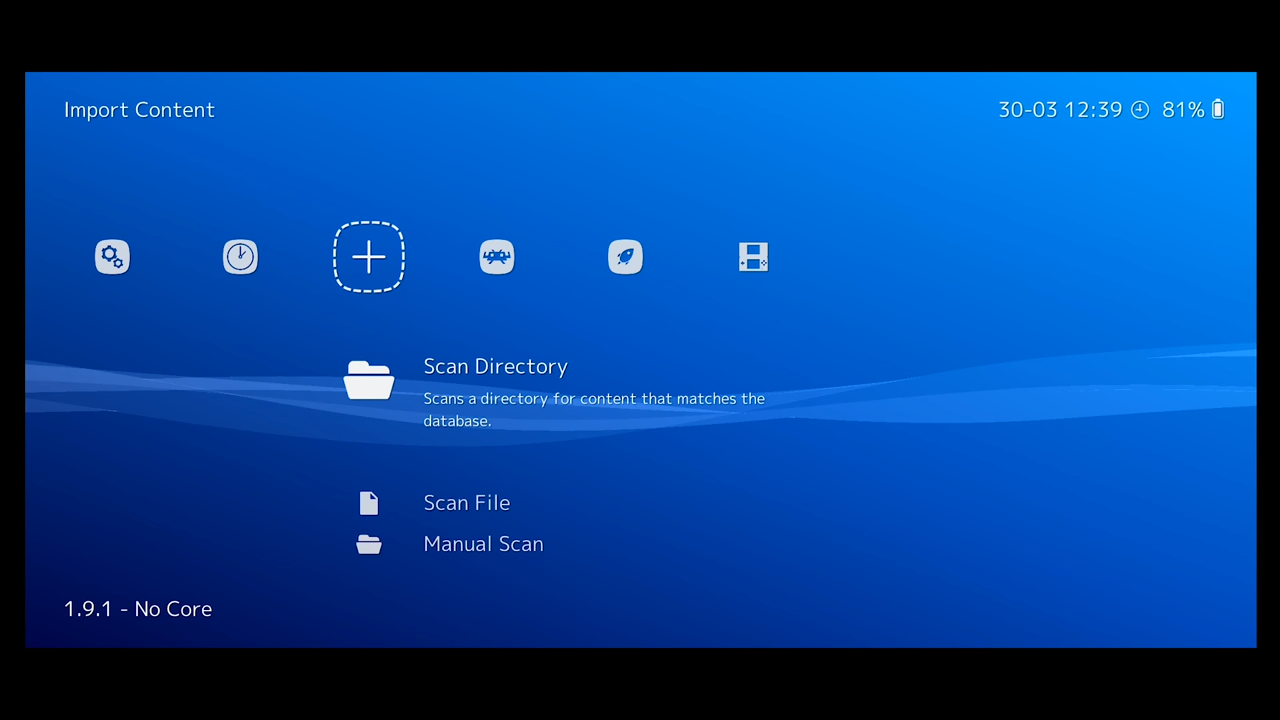 Import Content
30-03 12:39 81%
Scan Directory
Scans a directory for content that matches the
database.
Scan File
Manual Scan
1.9.1 - No Core